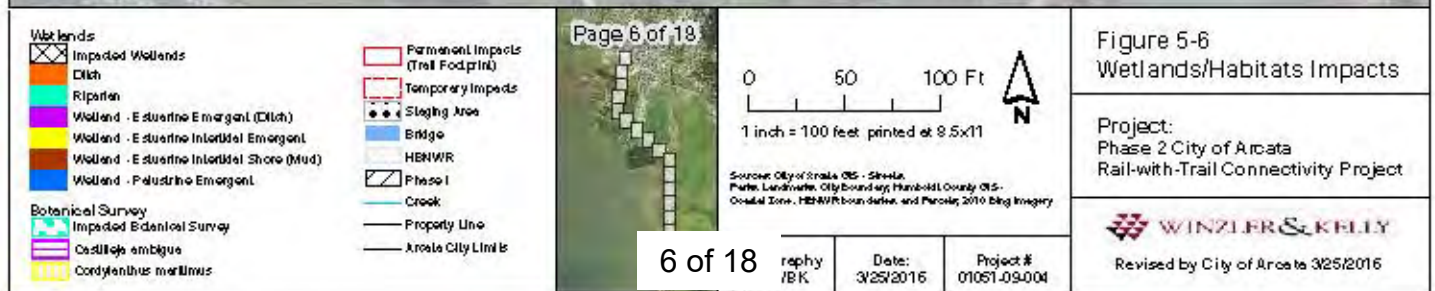 Wetlands
Impacted Wetlands
Ditch
Riparian
Wetland - Estuarine Emergent (Ditch)
Wetland - Estuarine Intertidal Emergent
Wetland - Estuarine Intertidal Shore (Mud)
Wetland - Palustrine Emergent
Botanical Survey
Impacted Botanical Survey
Castilleja ambigua
Cordylanthus maritimus
Permanent Impacts
(Trail Footprint)
Temporary Impacts
Staging Area
Bridge
HBNWR
Phase I
Creek
Property Line
Arcata City Limits
Page 6 of 18
6 of 18
0 50 100 Ft
N
1 inch = 100 feet printed at 8.5x11
Sources: City of Arcata GIS - Streets,
Parks, Landmarks, City Boundary; Humboldt County GIS -
Coastal Zone, HBNWR boundaries, and Parcels; 2010 Bing Imagery
raphy
/BK
Date:
3/25/2016
Project #
01051-09-004
Figure 5-6
Wetlands/Habitats Impacts
Project:
Phase 2 City of Arcata
Rail-with-Trail Connectivity Project
WINZLER & KELLY
Revised by City of Arcata 3/25/2016